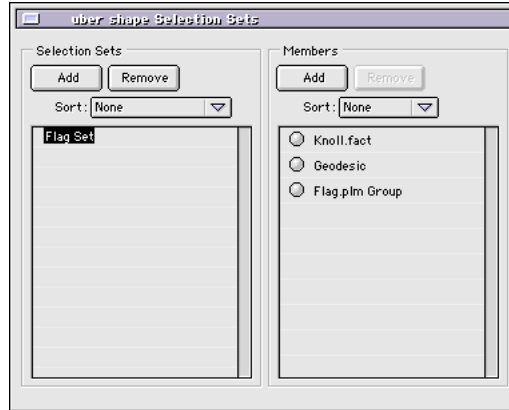 uber shape Selection Sets
Selection Sets
Add Remove
Sort: None
Flag Set
Members
Add Remove
Sort: None
Knoll.fact
Geodesic
Flag.plm Group